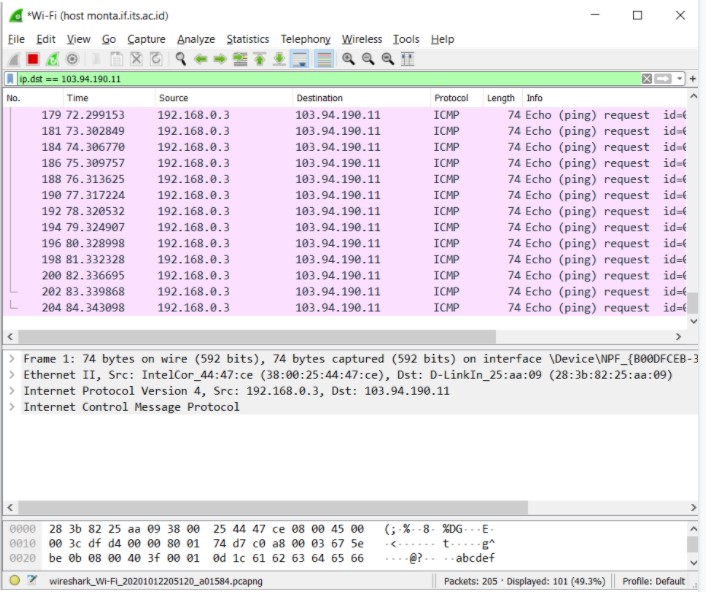 *Wi-Fi (host monta.if.its.ac.id)
File Edit View Go Capture Analyze Statistics Telephony Wireless Tools Help
ip.dst == 103.94.190.11
No. Time Source Destination Protocol Length Info
179 72.299153 192.168.0.3 103.94.190.11 ICMP 74 Echo (ping) request id=
181 73.302849 192.168.0.3 103.94.190.11 ICMP 74 Echo (ping) request id=
184 74.306770 192.168.0.3 103.94.190.11 ICMP 74 Echo (ping) request id=
186 75.309757 192.168.0.3 103.94.190.11 ICMP 74 Echo (ping) request id=
188 76.313625 192.168.0.3 103.94.190.11 ICMP 74 Echo (ping) request id=
190 77.317224 192.168.0.3 103.94.190.11 ICMP 74 Echo (ping) request id=
192 78.320532 192.168.0.3 103.94.190.11 ICMP 74 Echo (ping) request id=
194 79.324907 192.168.0.3 103.94.190.11 ICMP 74 Echo (ping) request id=
196 80.328998 192.168.0.3 103.94.190.11 ICMP 74 Echo (ping) request id=
198 81.332328 192.168.0.3 103.94.190.11 ICMP 74 Echo (ping) request id=
200 82.336695 192.168.0.3 103.94.190.11 ICMP 74 Echo (ping) request id=
202 83.339868 192.168.0.3 103.94.190.11 ICMP 74 Echo (ping) request id=
204 84.343098 192.168.0.3 103.94.190.11 ICMP 74 Echo (ping) request id=
> Frame 1: 74 bytes on wire (592 bits), 74 bytes captured (592 bits) on interface \Device\NPF_{B00DFCEB-3
> Ethernet II, Src: IntelCor_44:47:ce (38:00:25:44:47:ce), Dst: D-LinkIn_25:aa:09 (28:3b:82:25:aa:09)
> Internet Protocol Version 4, Src: 192.168.0.3, Dst: 103.94.190.11
> Internet Control Message Protocol
0000 28 3b 82 25 aa 09 38 00 25 44 47 ce 08 00 45 00 (;·%··8· %DG···E·
0010 00 3c df d4 00 00 80 01 74 d7 c0 a8 00 03 67 5e ·<······ t·····g^
0020 be 0b 08 00 40 3f 00 01 0d 1c 61 62 63 64 65 66 ····@?·· ··abcdef
wireshark_Wi-Fi_20201012205120_a01584.pcapng Packets: 205 · Displayed: 101 (49.3%) Profile: Default